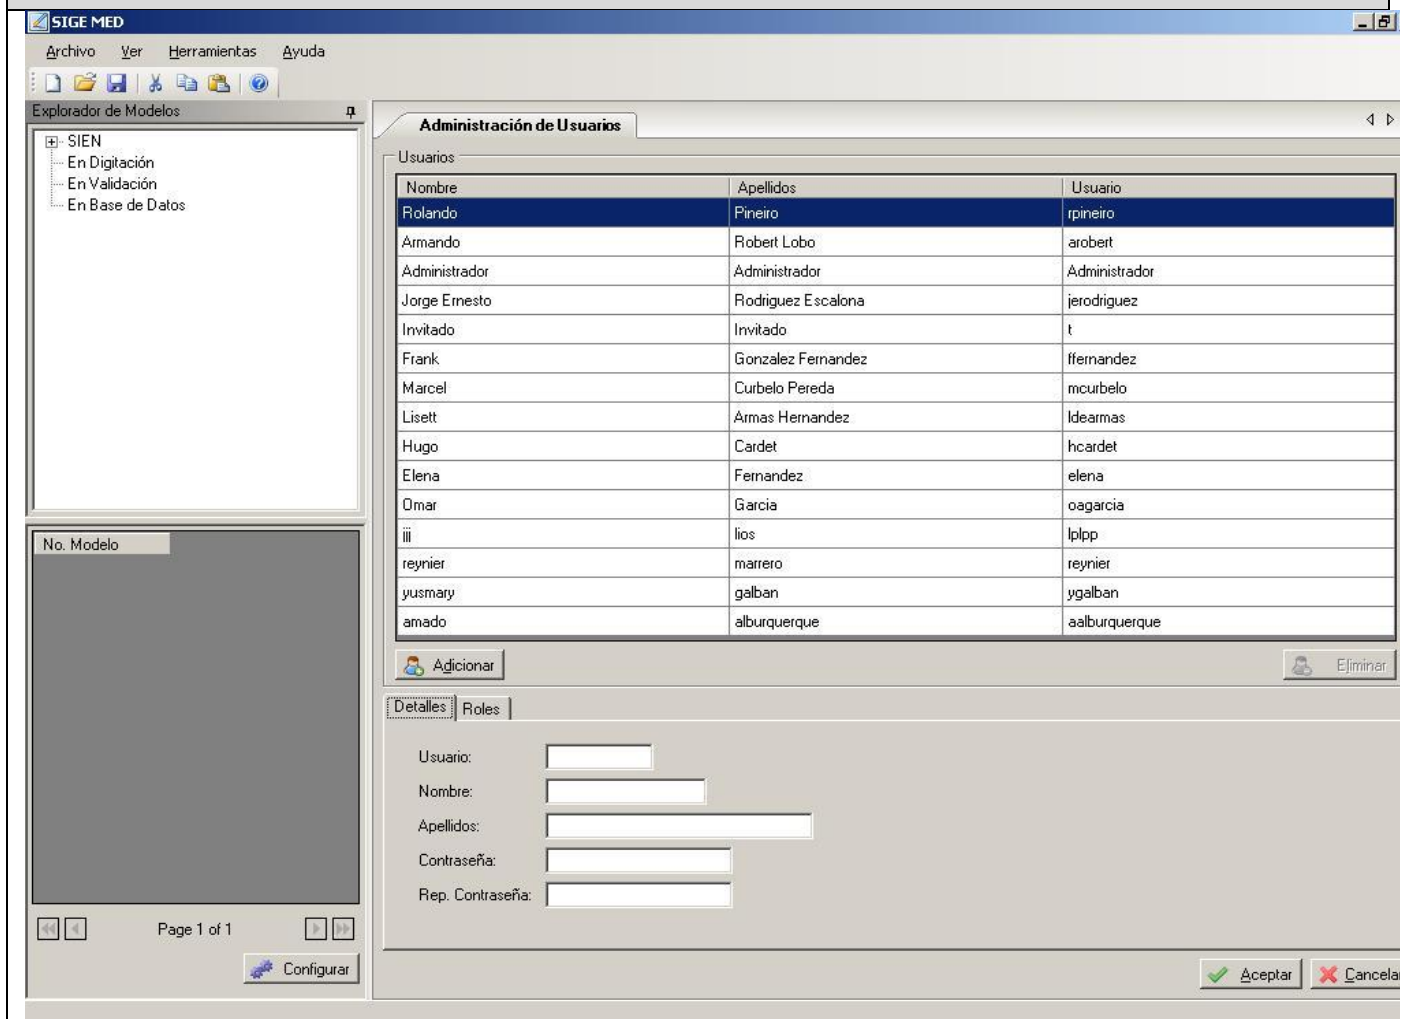 SIGE MED
Archivo Ver Herramientas Ayuda
Explorador de Modelos
SIEN
En Digitación
En Validación
En Base de Datos
No. Modelo
Page 1 of 1
Configurar
Administración de Usuarios
Usuarios
Nombre Apellidos Usuario
Rolando Pineiro rpineiro
Armando Robert Lobo arobert
Administrador Administrador Administrador
Jorge Ernesto Rodriguez Escalona jerodriguez
Invitado Invitado t
Frank Gonzalez Fernandez ffernandez
Marcel Curbelo Pereda mcurbelo
Lisett Armas Hernandez ldearmas
Hugo Cardet hcardet
Elena Fernandez elena
Omar Garcia oagarcia
iii lios lplpp
reynier marrero reynier
yusmary galban ygalban
amado alburquerque aalburquerque
Adicionar Eliminar
Detalles Roles
Usuario:
Nombre:
Apellidos:
Contraseña:
Rep. Contraseña:
Aceptar Cancelar